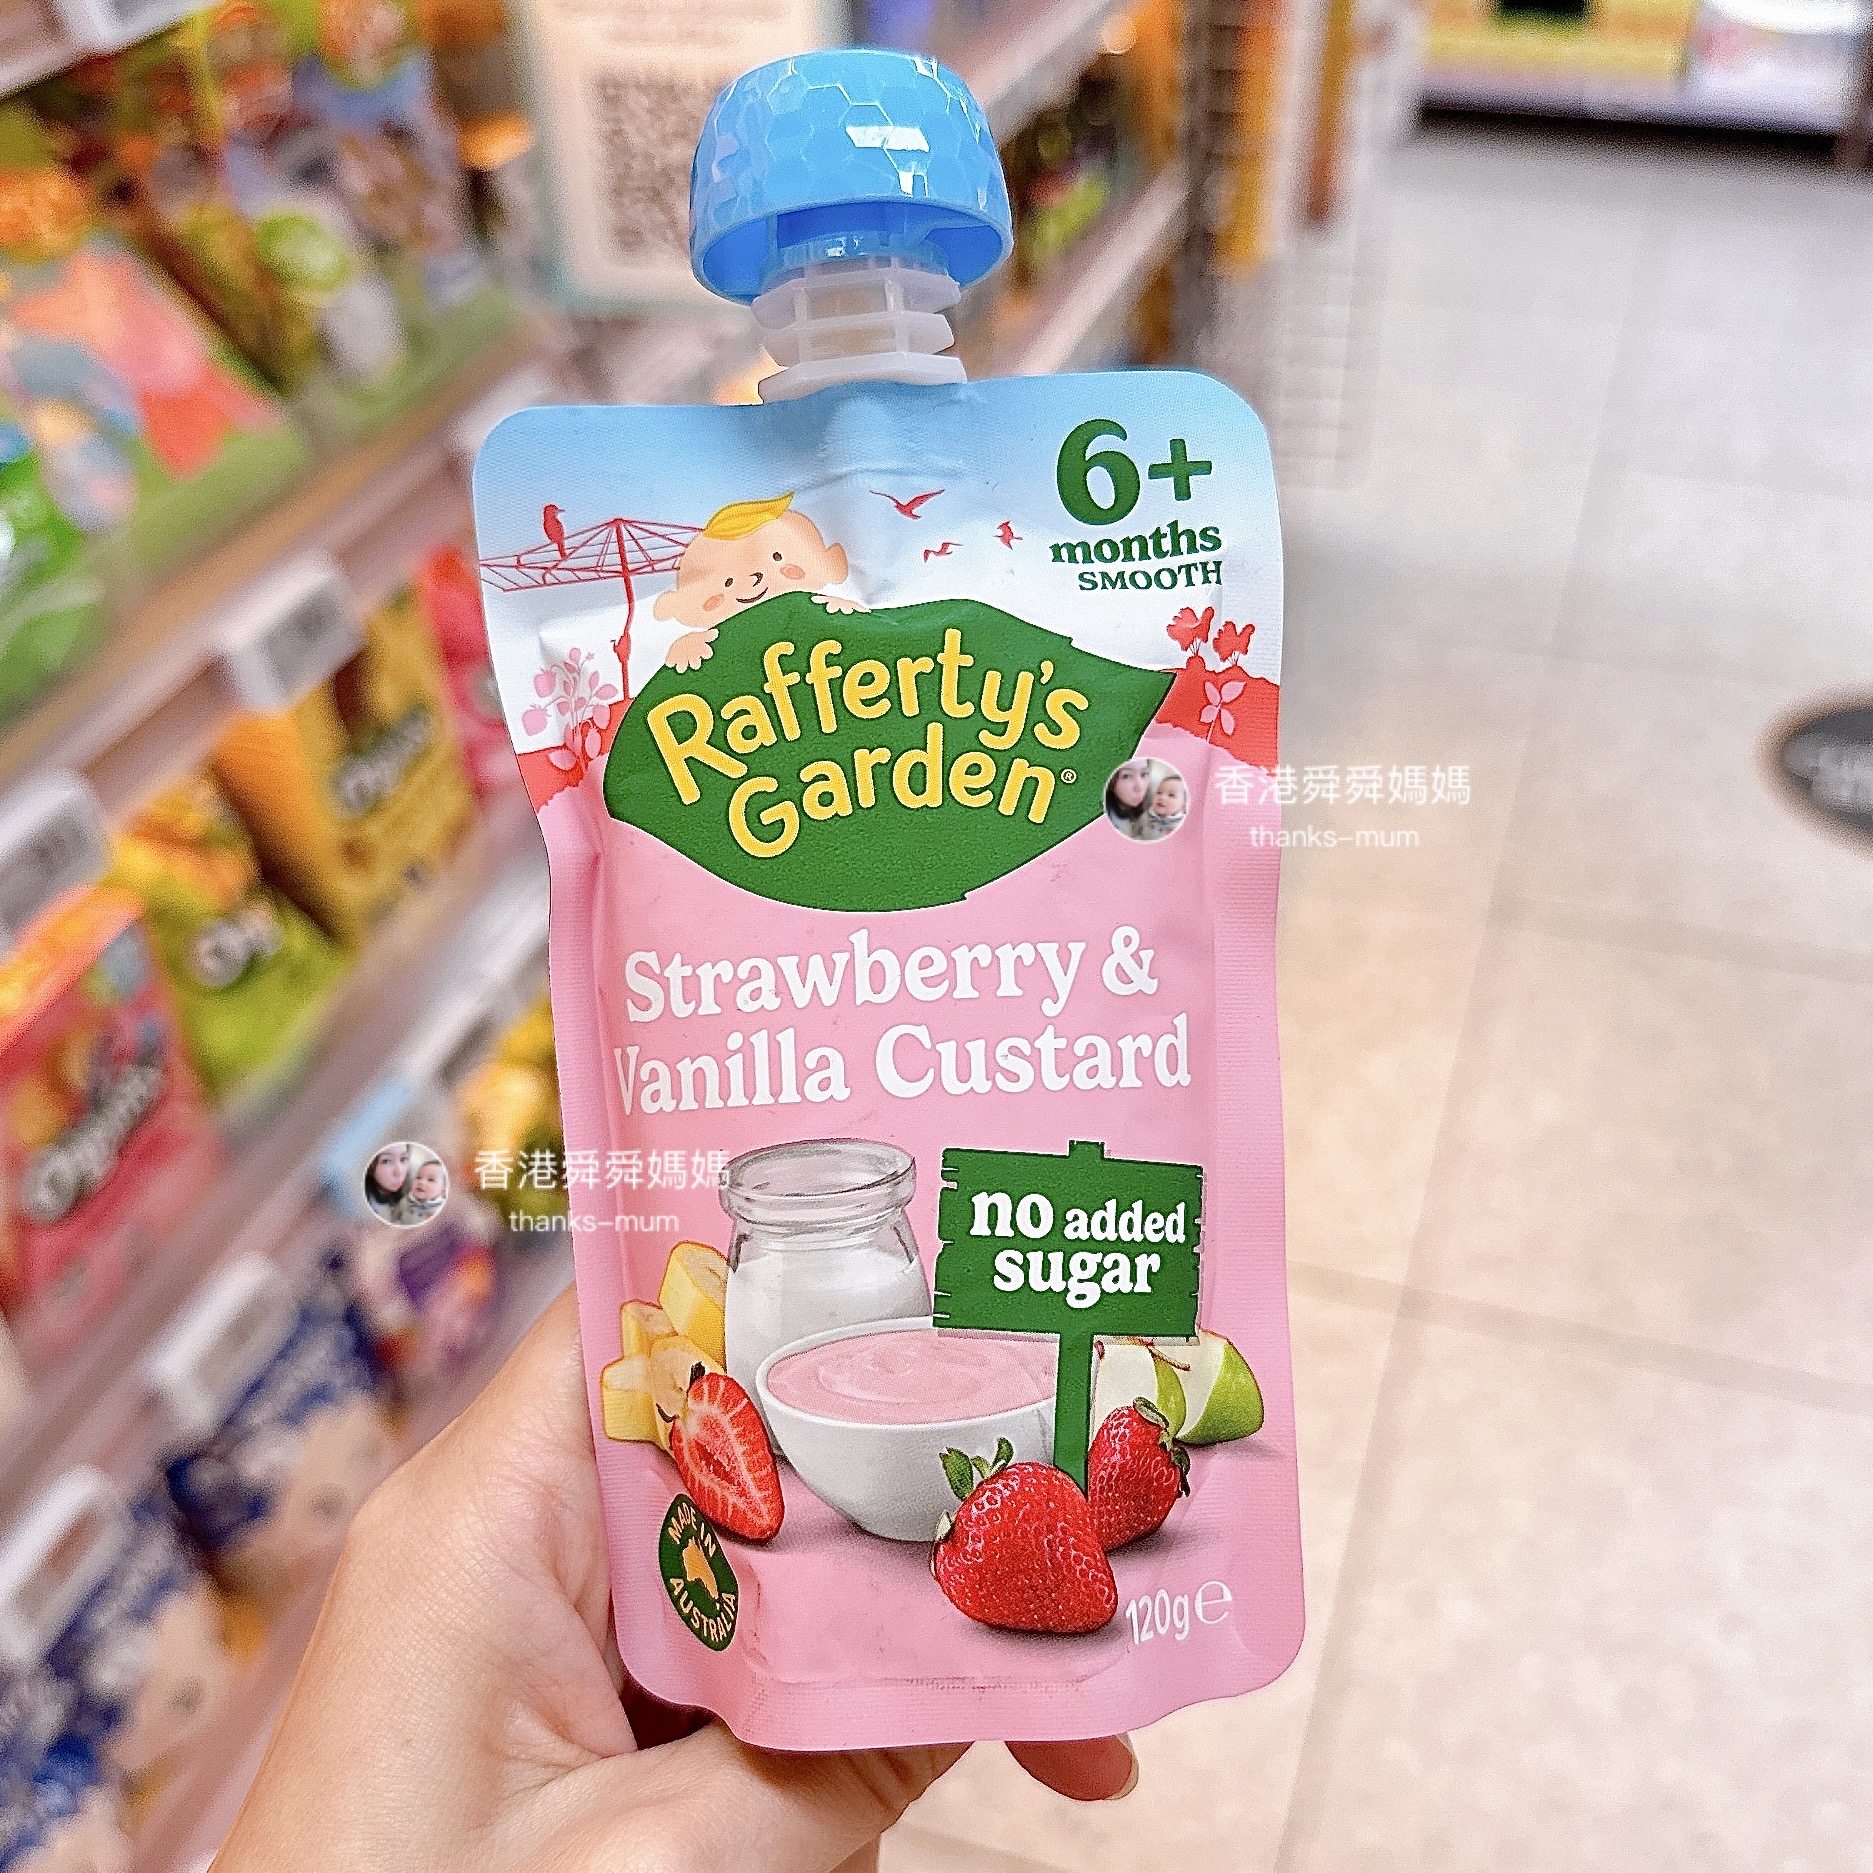 6+
months
SMOOTH
Rafferty's
Garden®
香港舜舜媽媽
thanks-mum
Strawberry &
Vanilla Custard
香港舜舜媽媽
thanks-mum
no added
sugar
MADE IN
AUSTRALIA
120g℮